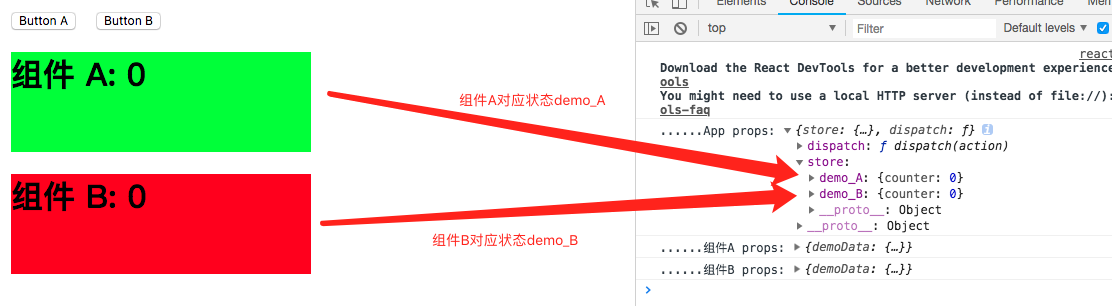 Button A
Button B
组件 A: 0
组件A对应状态demo_A
组件 B: 0
组件B对应状态demo_B
Elements Console Sources Network Performance
top
Filter
Default levels
react
Download the React DevTools for a better development experience
ools
You might need to use a local HTTP server (instead of file://):
ols-faq
......App props: {store: {…}, dispatch: ƒ} i
dispatch: ƒ dispatch(action)
store:
demo_A: {counter: 0}
demo_B: {counter: 0}
__proto__: Object
__proto__: Object
......组件A props: {demoData: {…}}
......组件B props: {demoData: {…}}